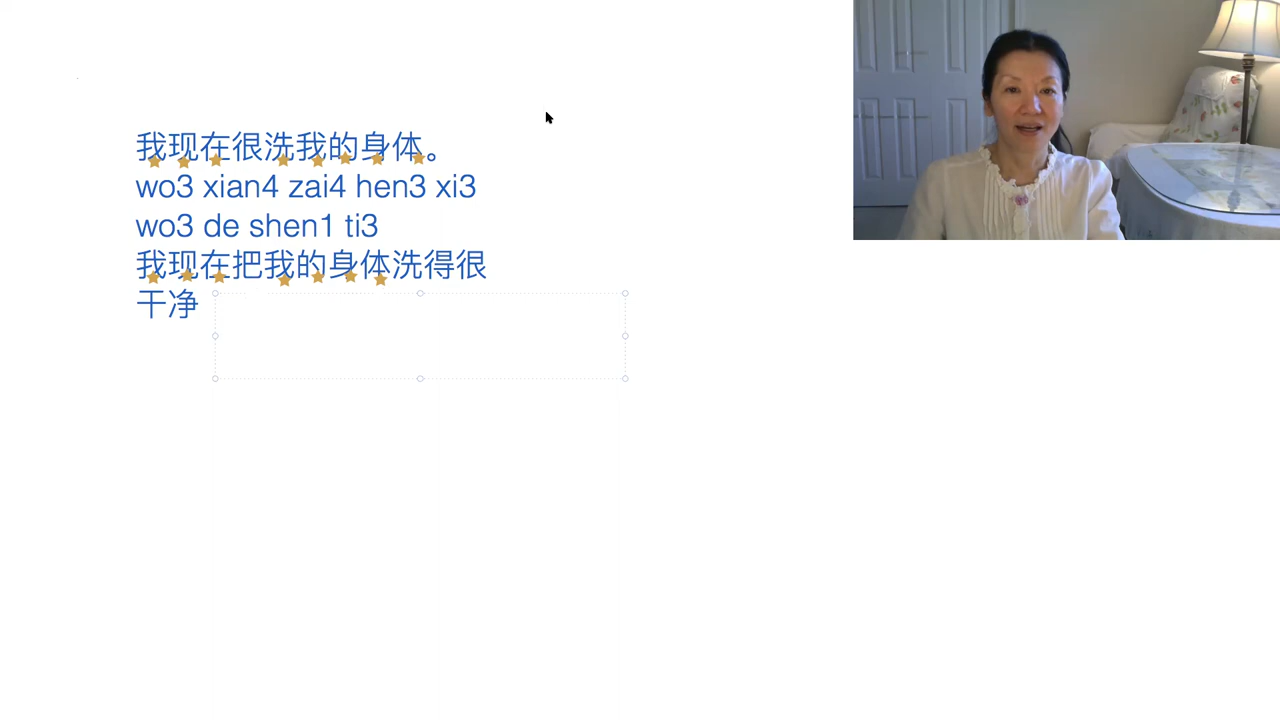 我现在很洗我的身体。
wo3 xian4 zai4 hen3 xi3
wo3 de shen1 ti3
我现在把我的身体洗得很
干净